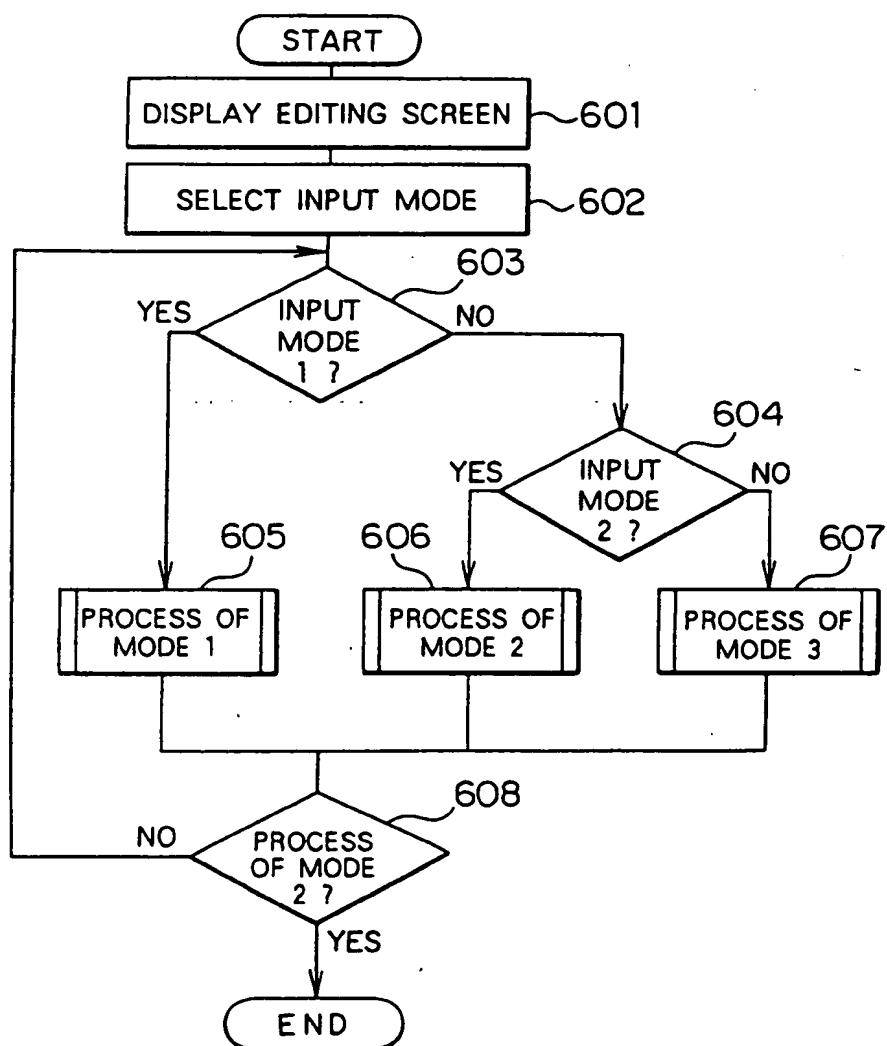 START
DISPLAY EDITING SCREEN
601
SELECT INPUT MODE
602
603
YES
INPUT
MODE
1 ?
NO
604
YES
INPUT
MODE
2 ?
NO
605
606
607
PROCESS OF
MODE 1
PROCESS OF
MODE 2
PROCESS OF
MODE 3
608
NO
PROCESS
OF MODE
2 ?
YES
END